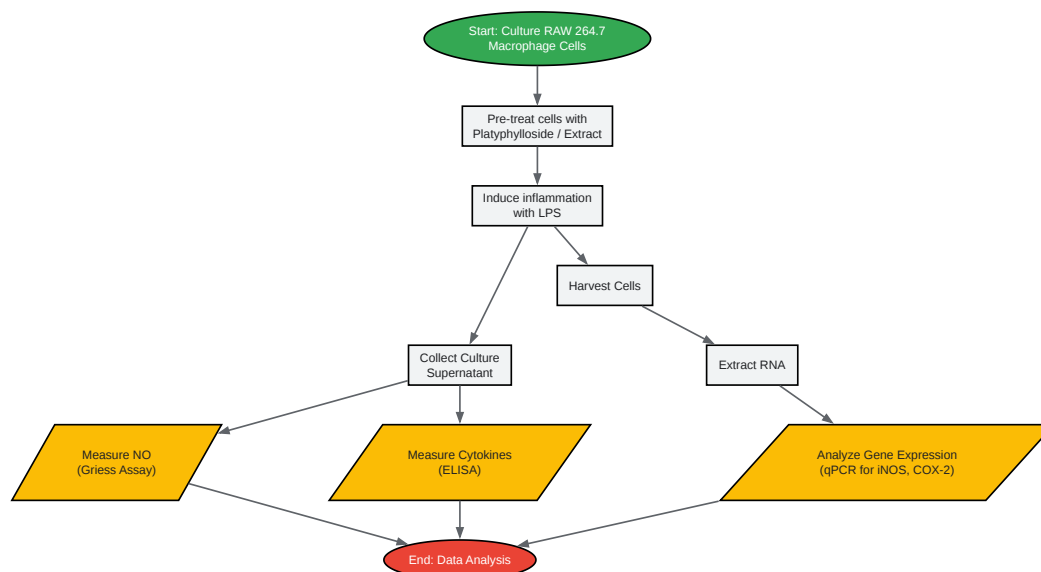 Start: Culture RAW 264.7
Macrophage Cells
Pre-treat cells with
Platyphylloside / Extract
Induce inflammation
with LPS
Harvest Cells
Collect Culture
Supernatant
Extract RNA
Measure NO
(Griess Assay)
Measure Cytokines
(ELISA)
Analyze Gene Expression
(qPCR for iNOS, COX-2)
End: Data Analysis